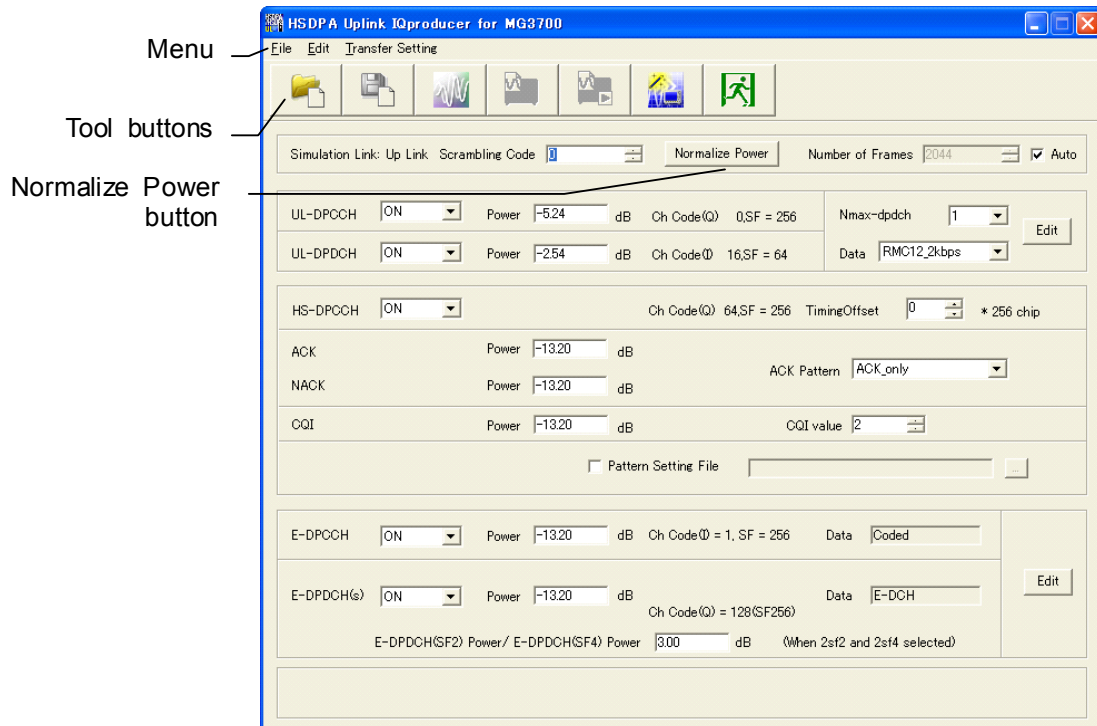 HSDPA Uplink IQproducer for MG3700
Menu
File Edit Transfer Setting
Tool buttons
Simulation Link: Up Link Scrambling Code 0 Normalize Power Number of Frames 2044 Auto
Normalize Power
button
UL-DPCCH ON Power -5.24 dB Ch Code(Q) 0,SF = 256 Nmax-dpdch 1
Edit
UL-DPDCH ON Power -2.54 dB Ch Code(I) 16,SF = 64 Data RMC12_2kbps
HS-DPCCH ON Ch Code(Q) 64,SF = 256 TimingOffset 0 * 256 chip
ACK Power -13.20 dB
ACK Pattern ACK_only
NACK Power -13.20 dB
CQI Power -13.20 dB CQI value 2
Pattern Setting File ...
E-DPCCH ON Power -13.20 dB Ch Code(I) = 1, SF = 256 Data Coded
Edit
E-DPDCH(s) ON Power -13.20 dB Data E-DCH
Ch Code(Q) = 128(SF256)
E-DPDCH(SF2) Power/ E-DPDCH(SF4) Power 3.00 dB (When 2sf2 and 2sf4 selected)